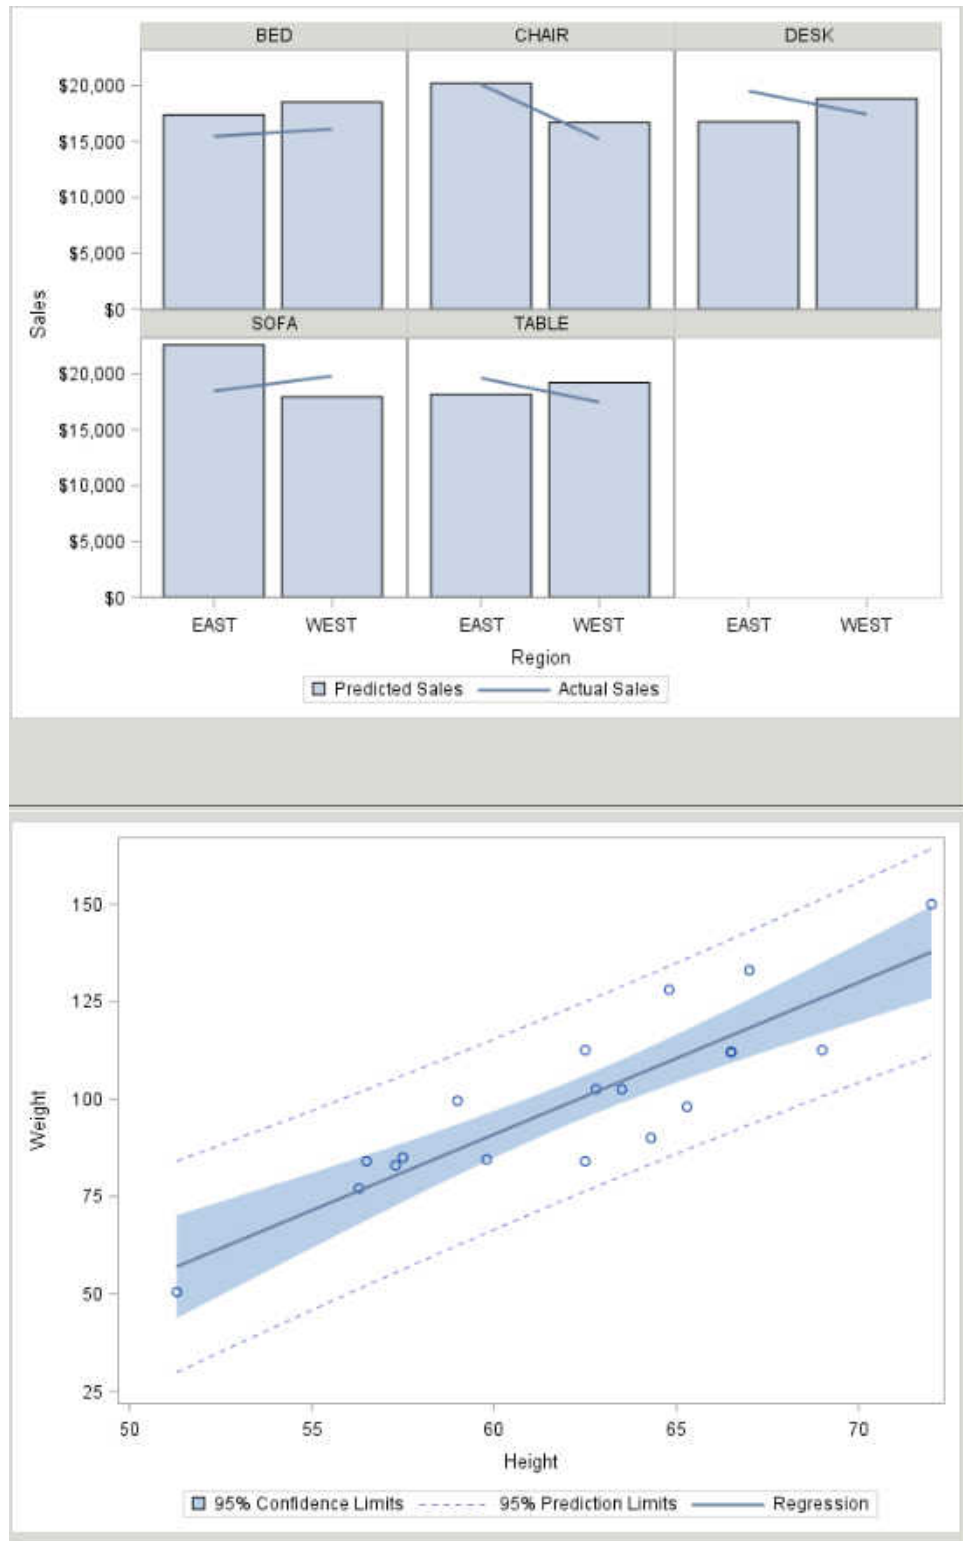 BED CHAIR DESK
$20,000
$15,000
$10,000
$5,000
$0
Sales
SOFA TABLE
$20,000
$15,000
$10,000
$5,000
$0
EAST WEST EAST WEST EAST WEST
Region
Predicted Sales Actual Sales
150
125
100
Weight
75
50
25
50 55 60 65 70
Height
95% Confidence Limits 95% Prediction Limits Regression